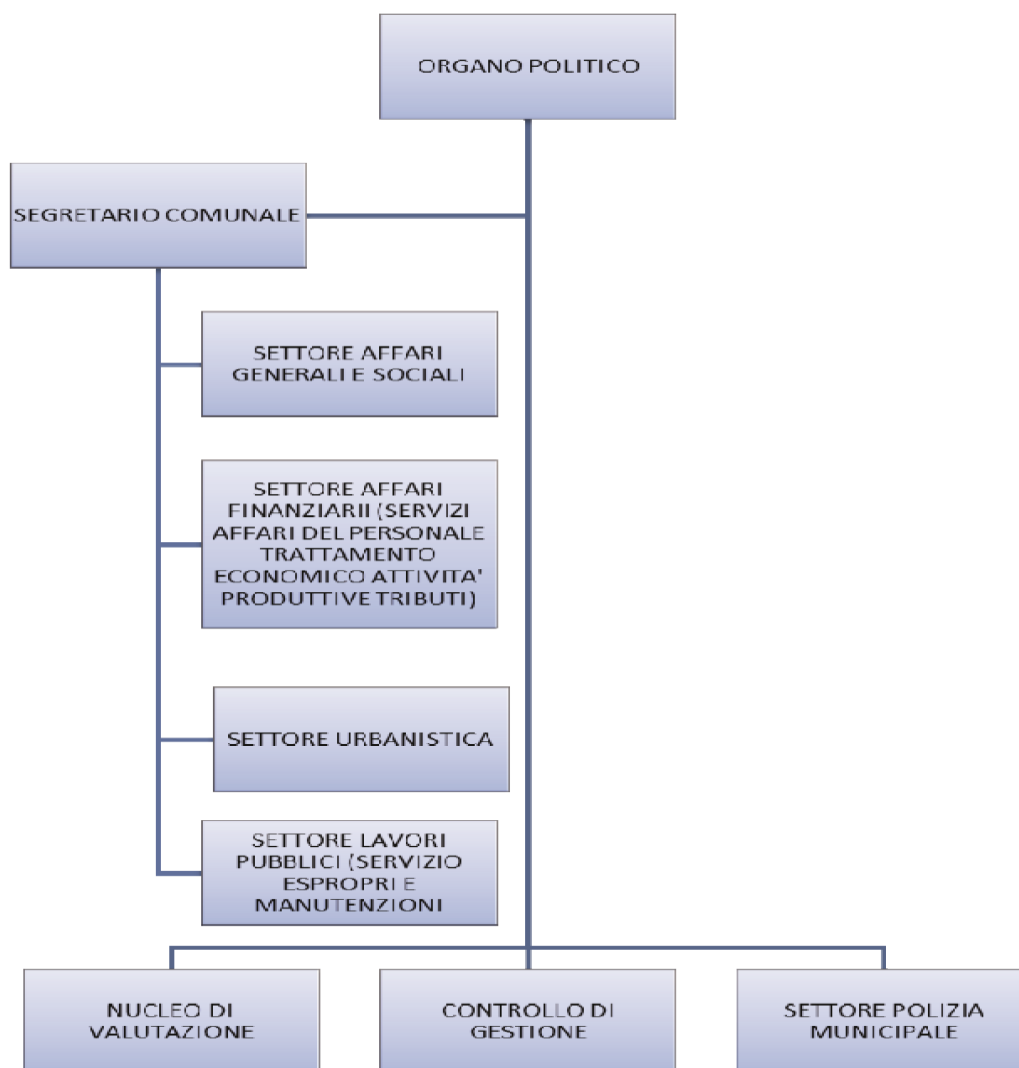 ORGANO POLITICO
SEGRETARIO COMUNALE
SETTORE AFFARI
GENERALI E SOCIALI
SETTORE AFFARI
FINANZIARII (SERVIZI
AFFARI DEL PERSONALE
TRATTAMENTO
ECONOMICO ATTIVITA'
PRODUTTIVE TRIBUTI)
SETTORE URBANISTICA
SETTORE LAVORI
PUBBLICI (SERVIZIO
ESPROPRI E
MANUTENZIONI
NUCLEO DI
VALUTAZIONE
CONTROLLO DI
GESTIONE
SETTORE POLIZIA
MUNICIPALE